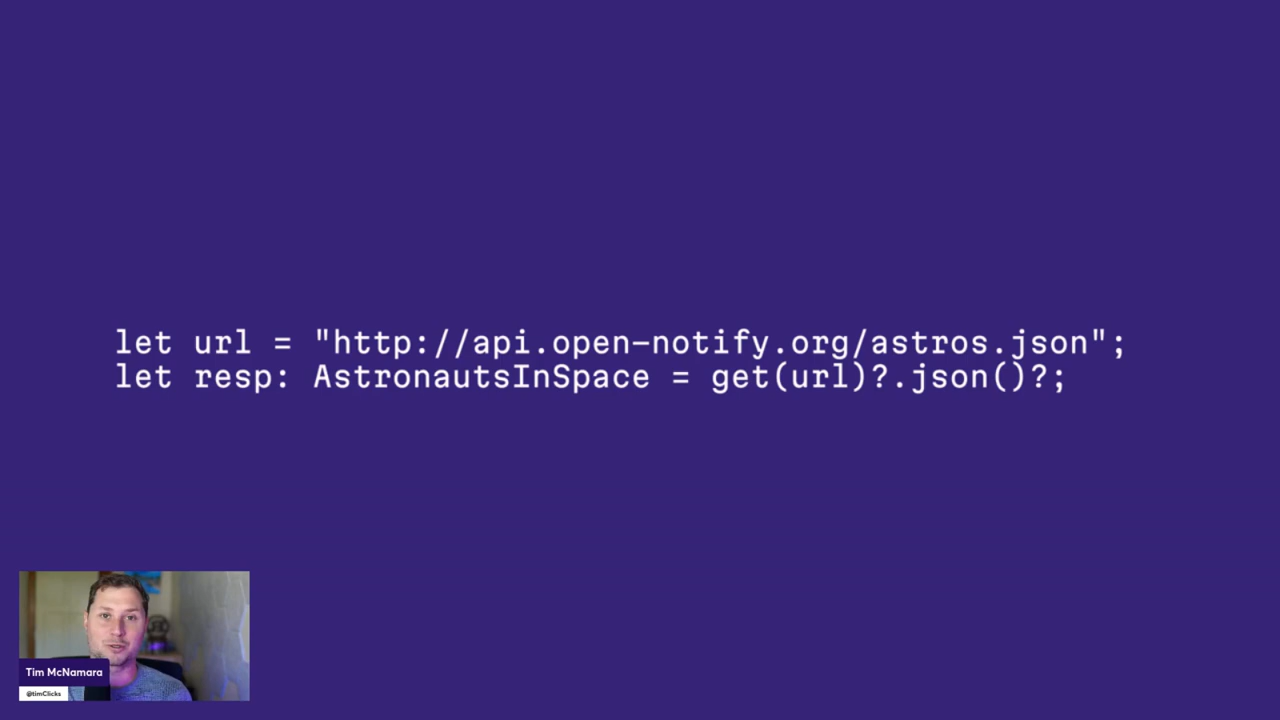 let url = "http://api.open-notify.org/astros.json";
let resp: AstronautsInSpace = get(url)?.json()?;
Tim McNamara
@timClicks